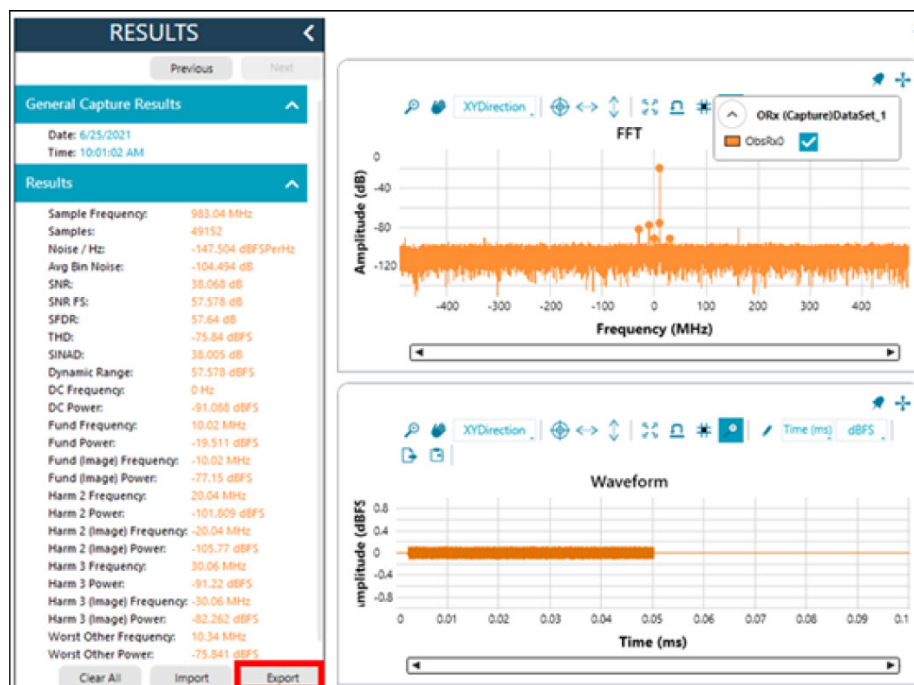 RESULTS
Previous Next
General Capture Results
Date: 6/25/2021
Time: 10:01:02 AM
Results
Sample Frequency: 983.04 MHz
Samples: 49152
Noise / Hz: -147.504 dBFSPerHz
Avg Bin Noise: -104.494 dB
SNR: 38.068 dB
SNR FS: 57.578 dB
SFDR: 57.64 dB
THD: -75.84 dBFS
SINAD: 38.005 dB
Dynamic Range: 57.578 dBFS
DC Frequency: 0 Hz
DC Power: -91.088 dBFS
Fund Frequency: 10.02 MHz
Fund Power: -19.511 dBFS
Fund (Image) Frequency: -10.02 MHz
Fund (Image) Power: -77.15 dBFS
Harm 2 Frequency: 20.04 MHz
Harm 2 Power: -101.809 dBFS
Harm 2 (Image) Frequency: -20.04 MHz
Harm 2 (Image) Power: -105.77 dBFS
Harm 3 Frequency: 30.06 MHz
Harm 3 Power: -91.22 dBFS
Harm 3 (Image) Frequency: -30.06 MHz
Harm 3 (Image) Power: -82.262 dBFS
Worst Other Frequency: 10.34 MHz
Worst Other Power: -75.841 dBFS
Clear All Import Export
XYDirection
ORx (Capture)DataSet_1
ObsRx0
FFT
Amplitude (dB)
0
-40
-80
-120
-400 -300 -200 -100 0 100 200 300 400
Frequency (MHz)
XYDirection Time (ms) dBFS
Waveform
mplitude (dBFS
0.8
0.4
0
-0.4
-0.8
0 0.01 0.02 0.03 0.04 0.05 0.06 0.07 0.08 0.09 0.1
Time (ms)